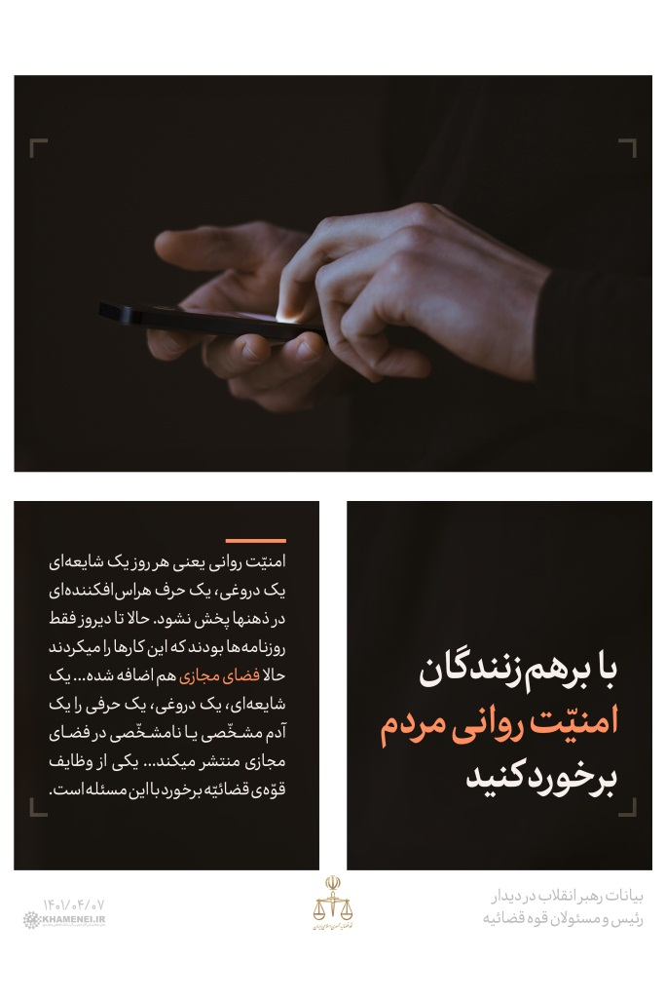 با برهم‌زنندگان
امنیّت روانی مردم
برخورد کنید
امنیّت روانی یعنی هر روز یک شایعه‌ای
یک دروغی، یک حرف هراس‌افکننده‌ای
در ذهنها پخش نشود. حالا تا دیروز فقط
روزنامه‌ها بودند که این کارها را میکردند
حالا فضای مجازی هم اضافه شده... یک
شایعه‌ای، یک دروغی، یک حرفی را یک
آدم مشخّصی یا نامشخّصی در فضای
مجازی منتشر میکند... یکی از وظایف
قوّه‌ی قضائیّه برخورد با این مسئله است.
بیانات رهبر انقلاب در دیدار
رئیس و مسئولان قوه قضائیه
۱۴۰۱/۰۴/۰۷
KHAMENEI.IR